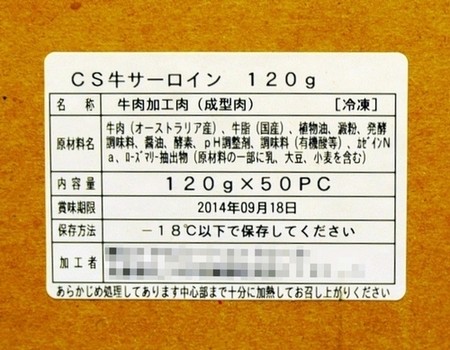 CS牛サーロイン 120g
名 称 牛肉加工肉(成型肉) [冷凍]
原材料名 牛肉(オーストラリア産)、牛脂(国産)、植物油、澱粉、発酵
調味料、醤油、酵素、pH調整剤、調味料(有機酸等)、ガゼインN
a、ローズマリー抽出物(原材料の一部に乳、大豆、小麦を含む)
内 容 量 120g×50PC
賞味期限 2014年09月18日
保存方法 -18℃以下で保存してください
加 工 者
あらかじめ処理してあります中心部まで十分に加熱してお召し上がりください